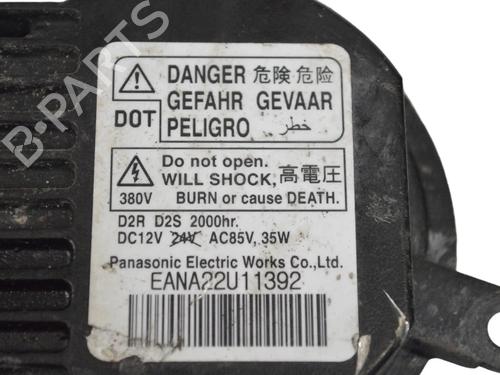 B-PARTS
DANGER 危険 危险
GEFAHR GEVAAR
PELIGRO خطر
DOT
Do not open.
WILL SHOCK, 高電圧
BURN or cause DEATH.
380V
D2R D2S 2000hr.
DC12V 24V AC85V, 35W
Panasonic Electric Works Co., Ltd.
EANA22U11392